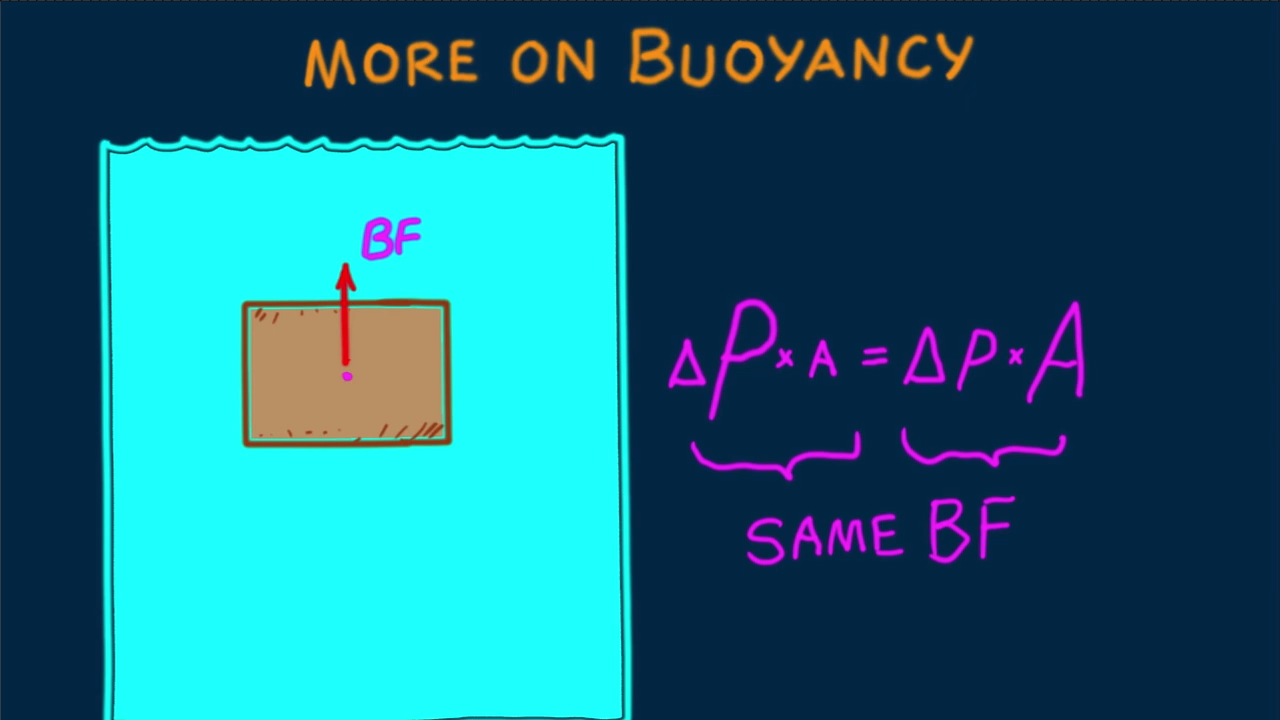 MORE ON BUOYANCY
BF
ΔP × A = ΔP × A
SAME BF